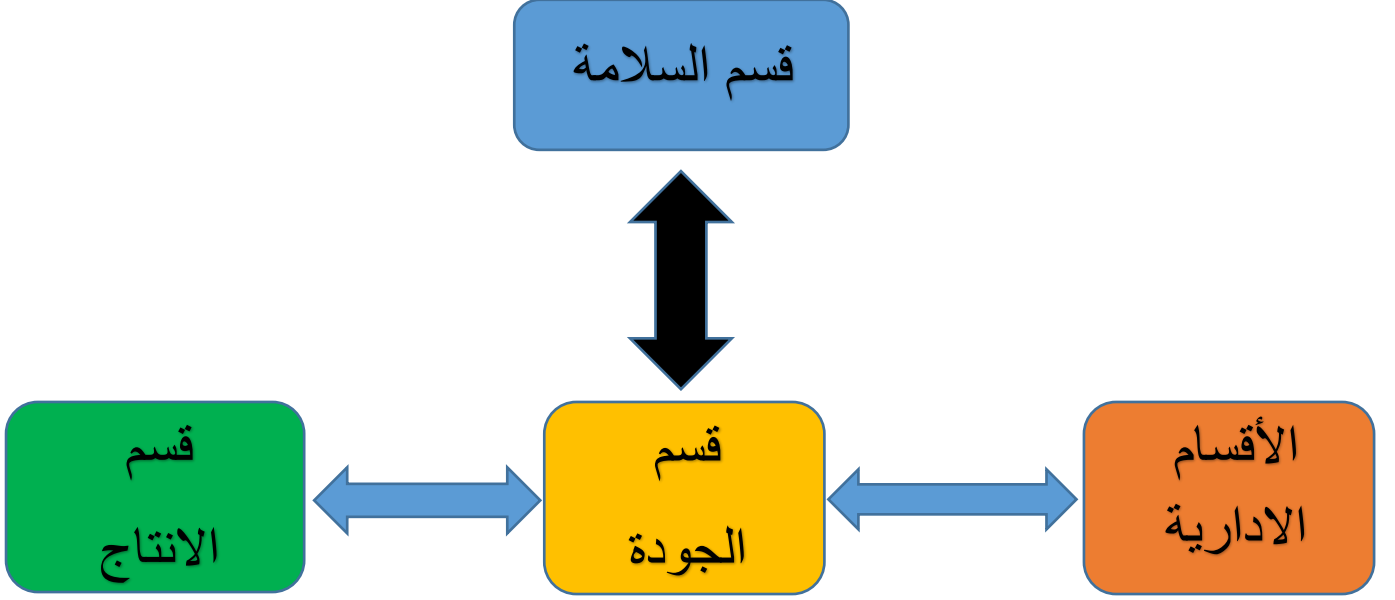 قسم السلامة
الأقسام
الادارية
قسم
الجودة
قسم
الانتاج